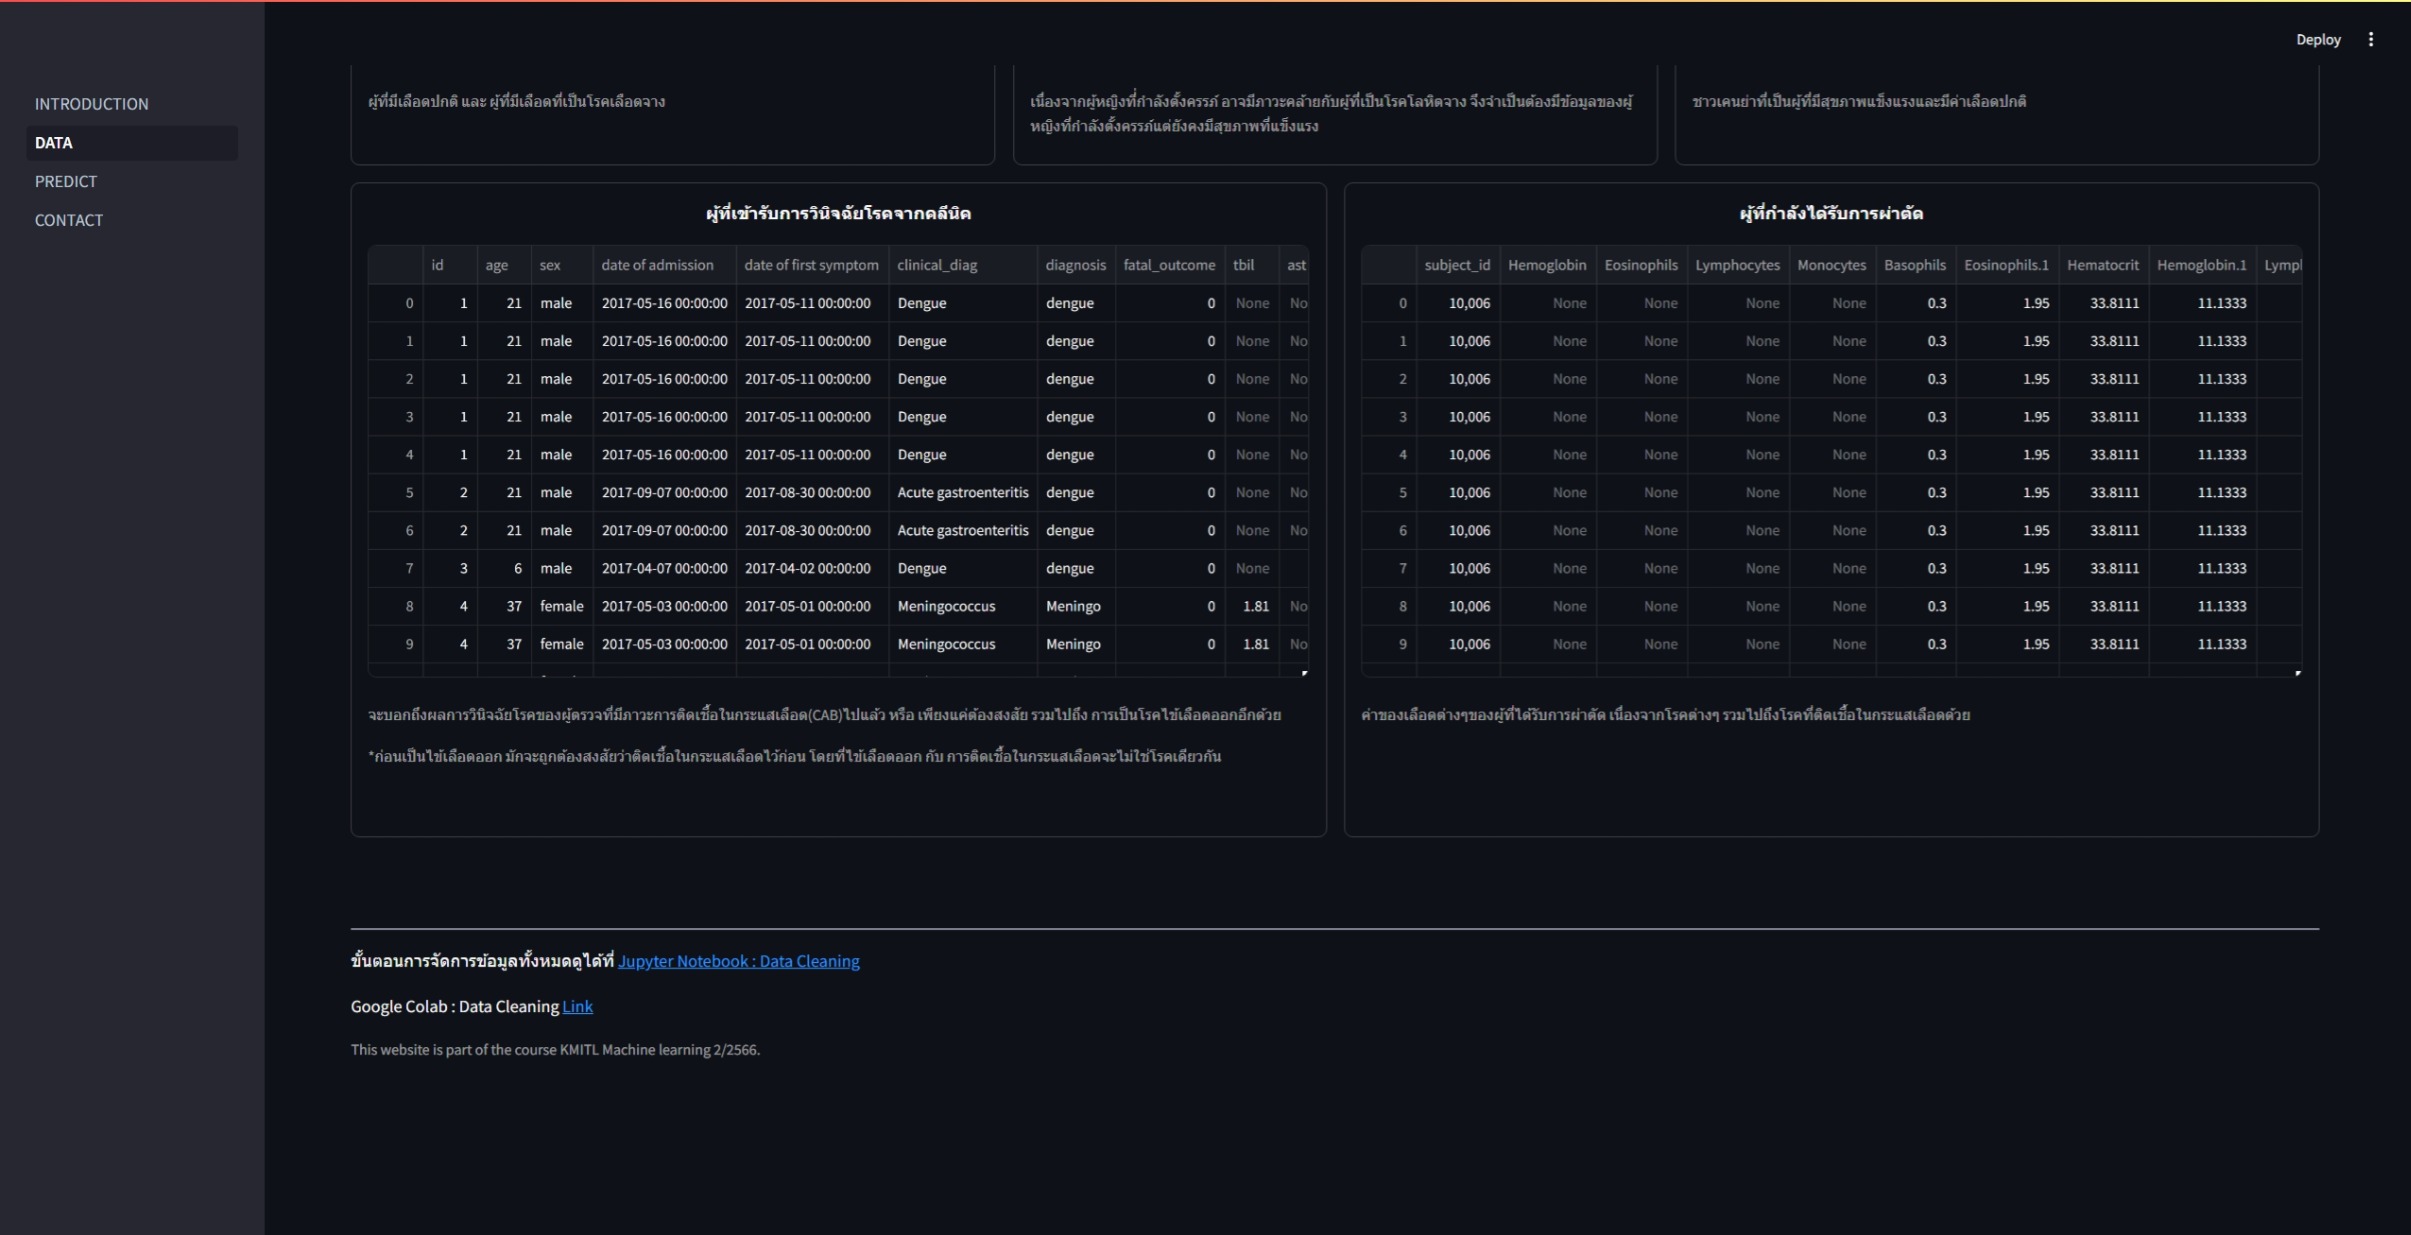 Deploy
INTRODUCTION
DATA
PREDICT
CONTACT
ผู้ที่มีเลือดปกติ และ ผู้ที่มีเลือดที่เป็นโรคเลือดจาง
เนื่องจากผู้หญิงที่กำลังตั้งครรภ์ อาจมีภาวะคล้ายกับผู้ที่เป็นโรคโลหิตจาง จึงจำเป็นต้องมีข้อมูลของผู้
หญิงที่กำลังตั้งครรภ์แต่ยังคงมีสุขภาพที่แข็งแรง
ชาวเคนย่าที่เป็นผู้ที่มีสุขภาพแข็งแรงและมีค่าเลือดปกติ
ผู้ที่เข้ารับการวินิจฉัยโรคจากคลีนิค
id age sex date of admission date of first symptom clinical_diag diagnosis fatal_outcome tbil ast
0 1 21 male 2017-05-16 00:00:00 2017-05-11 00:00:00 Dengue dengue 0 None No
1 1 21 male 2017-05-16 00:00:00 2017-05-11 00:00:00 Dengue dengue 0 None No
2 1 21 male 2017-05-16 00:00:00 2017-05-11 00:00:00 Dengue dengue 0 None No
3 1 21 male 2017-05-16 00:00:00 2017-05-11 00:00:00 Dengue dengue 0 None No
4 1 21 male 2017-05-16 00:00:00 2017-05-11 00:00:00 Dengue dengue 0 None No
5 2 21 male 2017-09-07 00:00:00 2017-08-30 00:00:00 Acute gastroenteritis dengue 0 None No
6 2 21 male 2017-09-07 00:00:00 2017-08-30 00:00:00 Acute gastroenteritis dengue 0 None No
7 3 6 male 2017-04-07 00:00:00 2017-04-02 00:00:00 Dengue dengue 0 None
8 4 37 female 2017-05-03 00:00:00 2017-05-01 00:00:00 Meningococcus Meningo 0 1.81 No
9 4 37 female 2017-05-03 00:00:00 2017-05-01 00:00:00 Meningococcus Meningo 0 1.81 No
จะบอกถึงผลการวินิจฉัยโรคของผู้ตรวจที่มีภาวะการติดเชื้อในกระแสเลือด(CAB)ไปแล้ว หรือ เพียงแค่ต้องสงสัย รวมไปถึง การเป็นโรคไข้เลือดออกอีกด้วย
*ก่อนเป็นไข้เลือดออก มักจะถูกต้องสงสัยว่าติดเชื้อในกระแสเลือดไว้ก่อน โดยที่ไข้เลือดออก กับ การติดเชื้อในกระแสเลือดจะไม่ใช่โรคเดียวกัน
ผู้ที่กำลังได้รับการผ่าตัด
subject_id Hemoglobin Eosinophils Lymphocytes Monocytes Basophils Eosinophils.1 Hematocrit Hemoglobin.1 Lympl
0 10,006 None None None None 0.3 1.95 33.8111 11.1333
1 10,006 None None None None 0.3 1.95 33.8111 11.1333
2 10,006 None None None None 0.3 1.95 33.8111 11.1333
3 10,006 None None None None 0.3 1.95 33.8111 11.1333
4 10,006 None None None None 0.3 1.95 33.8111 11.1333
5 10,006 None None None None 0.3 1.95 33.8111 11.1333
6 10,006 None None None None 0.3 1.95 33.8111 11.1333
7 10,006 None None None None 0.3 1.95 33.8111 11.1333
8 10,006 None None None None 0.3 1.95 33.8111 11.1333
9 10,006 None None None None 0.3 1.95 33.8111 11.1333
ค่าของเลือดต่างๆของผู้ที่ได้รับการผ่าตัด เนื่องจากโรคต่างๆ รวมไปถึงโรคที่ติดเชื้อในกระแสเลือดด้วย
ขั้นตอนการจัดการข้อมูลทั้งหมดดูได้ที่ Jupyter Notebook : Data Cleaning
Google Colab : Data Cleaning Link
This website is part of the course KMITL Machine learning 2/2566.